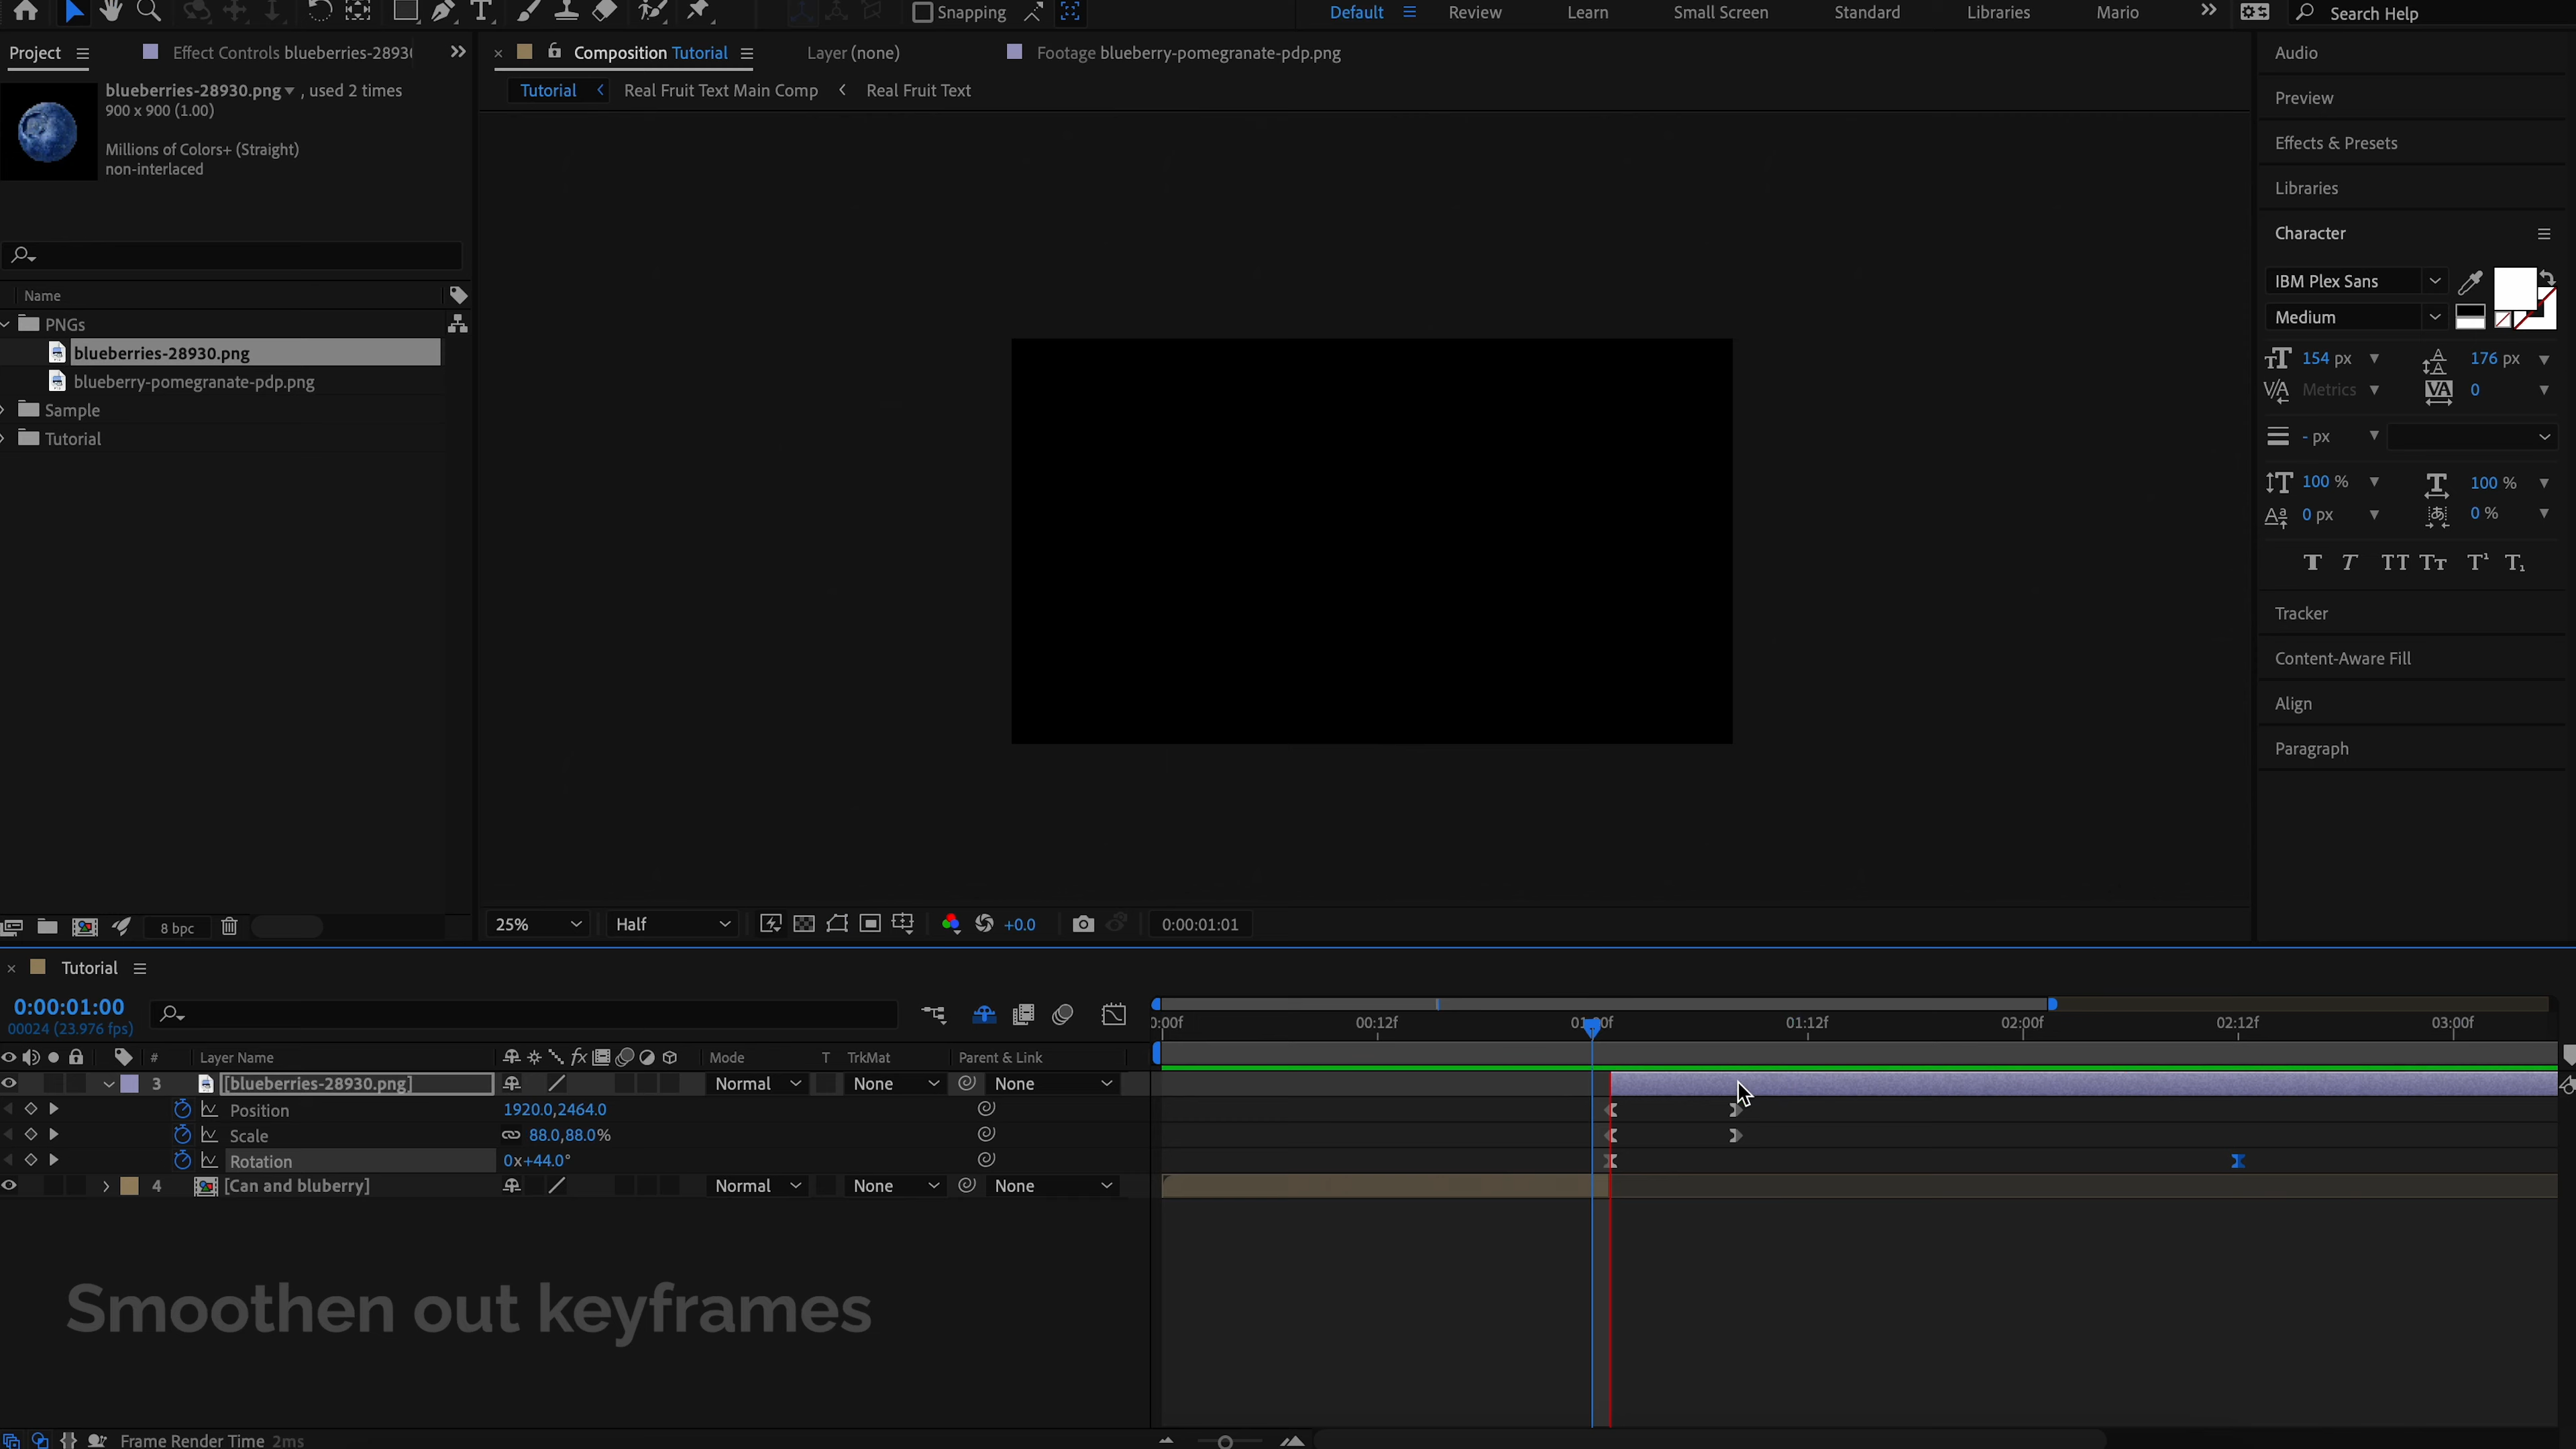 Snapping
Default
Review
Learn
Small Screen
Standard
Libraries
Mario
Search Help
Project
Effect Controls blueberries-2893
Composition Tutorial
Layer (none)
Footage blueberry-pomegranate-pdp.png
Audio
blueberries-28930.png , used 2 times
Tutorial
Real Fruit Text Main Comp
Real Fruit Text
900 x 900 (1.00)
Preview
Millions of Colors+ (Straight)
Effects & Presets
non-interlaced
Libraries
Character
IBM Plex Sans
Name
PNGs
Medium
blueberries-28930.png
154 px
176 px
blueberry-pomegranate-pdp.png
Metrics
0
Sample
Tutorial
- px
100 %
100 %
0 px
0 %
Tracker
Content-Aware Fill
Align
Paragraph
8 bpc
25%
Half
+0.0
0:00:01:01
Tutorial
0:00:01:00
00024 (23.976 fps)
0:00f
00:12f
01:00f
01:12f
02:00f
02:12f
03:00f
#
Layer Name
Mode
T
TrkMat
Parent & Link
3
[blueberries-28930.png]
Normal
None
None
Position
1920.0,2464.0
Scale
88.0,88.0%
Rotation
0x+44.0°
4
[Can and bluberry]
Normal
None
None
Smoothen out keyframes
Frame Render Time 2ms